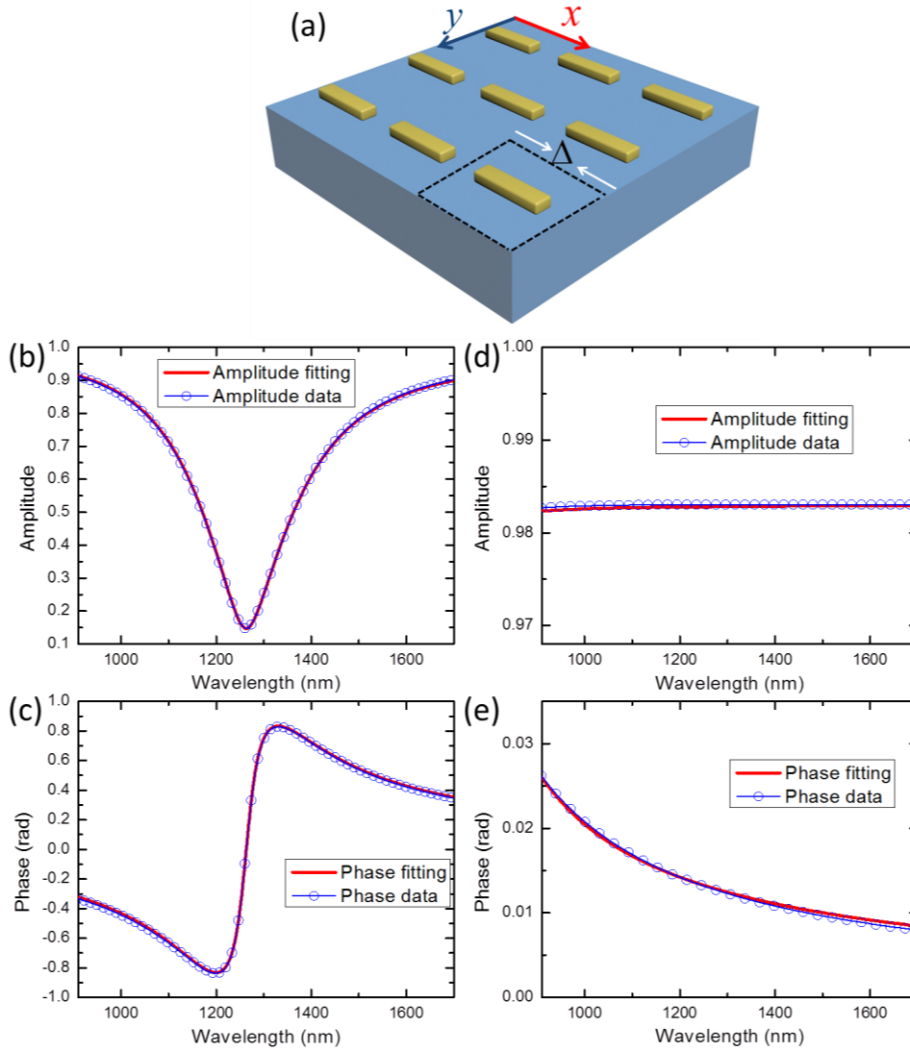 (a)
y
x
Δ
(b)
1.0
0.9
0.8
0.7
0.6
0.5
0.4
0.3
0.2
0.1
Amplitude
Amplitude fitting
Amplitude data
1000 1200 1400 1600
Wavelength (nm)
(d)
1.00
0.99
0.98
0.97
Amplitude
Amplitude fitting
Amplitude data
1000 1200 1400 1600
Wavelength (nm)
(c)
1.0
0.8
0.6
0.4
0.2
0.0
-0.2
-0.4
-0.6
-0.8
-1.0
Phase (rad)
Phase fitting
Phase data
1000 1200 1400 1600
Wavelength (nm)
(e)
0.03
0.02
0.01
0.00
Phase (rad)
Phase fitting
Phase data
1000 1200 1400 1600
Wavelength (nm)